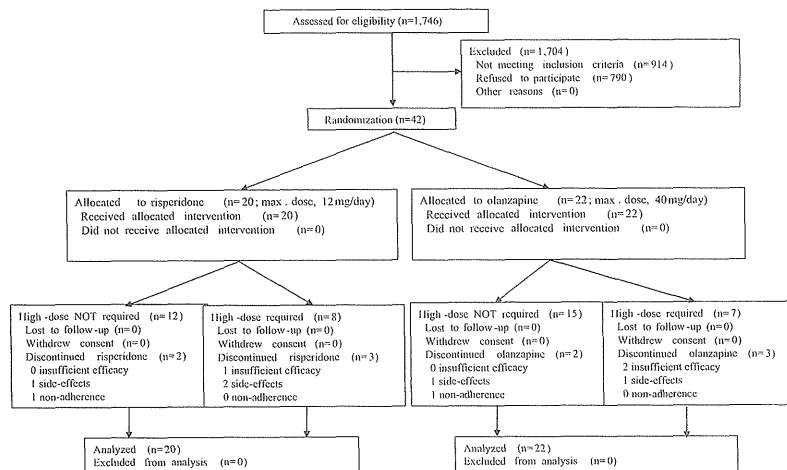 Assessed for eligibility (n=1,746)
Excluded (n=1,704)
Not meeting inclusion criteria (n=914)
Refused to participate (n=790)
Other reasons (n=0)
Randomization (n=42)
Allocated to risperidone (n=20; max. dose, 12mg/day)
Received allocated intervention (n=20)
Did not receive allocated intervention (n=0)
Allocated to olanzapine (n=22; max. dose, 40mg/day)
Received allocated intervention (n=22)
Did not receive allocated intervention (n=0)
High-dose NOT required (n=12)
Lost to follow-up (n=0)
Withdrew consent (n=0)
Discontinued risperidone (n=2)
0 insufficient efficacy
1 side-effects
1 non-adherence
High-dose required (n=8)
Lost to follow-up (n=0)
Withdrew consent (n=0)
Discontinued risperidone (n=3)
1 insufficient efficacy
2 side-effects
0 non-adherence
High-dose NOT required (n=15)
Lost to follow-up (n=0)
Withdrew consent (n=0)
Discontinued olanzapine (n=2)
0 insufficient efficacy
1 side-effects
1 non-adherence
High-dose required (n=7)
Lost to follow-up (n=0)
Withdrew consent (n=0)
Discontinued olanzapine (n=3)
2 insufficient efficacy
1 side-effects
0 non-adherence
Analyzed (n=20)
Excluded from analysis (n=0)
Analyzed (n=22)
Excluded from analysis (n=0)